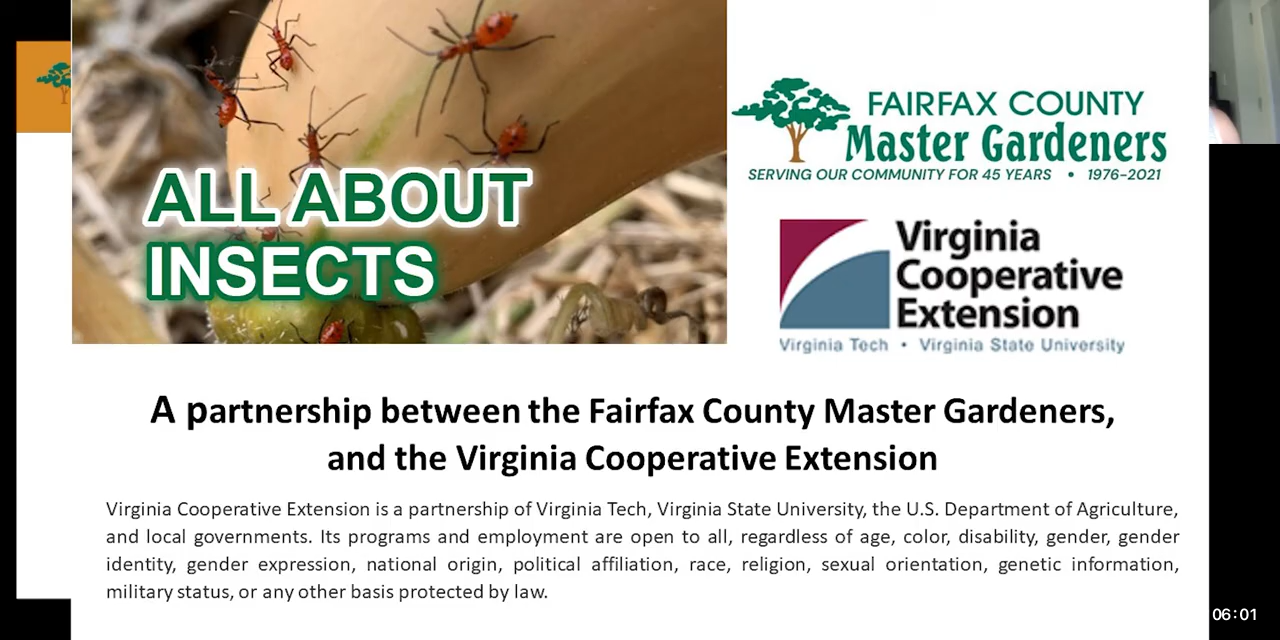 ALL ABOUT
INSECTS
FAIRFAX COUNTY
Master Gardeners
SERVING OUR COMMUNITY FOR 45 YEARS • 1976-2021
Virginia
Cooperative
Extension
Virginia Tech • Virginia State University
A partnership between the Fairfax County Master Gardeners,
and the Virginia Cooperative Extension
Virginia Cooperative Extension is a partnership of Virginia Tech, Virginia State University, the U.S. Department of Agriculture,
and local governments. Its programs and employment are open to all, regardless of age, color, disability, gender, gender
identity, gender expression, national origin, political affiliation, race, religion, sexual orientation, genetic information,
military status, or any other basis protected by law.
06:01